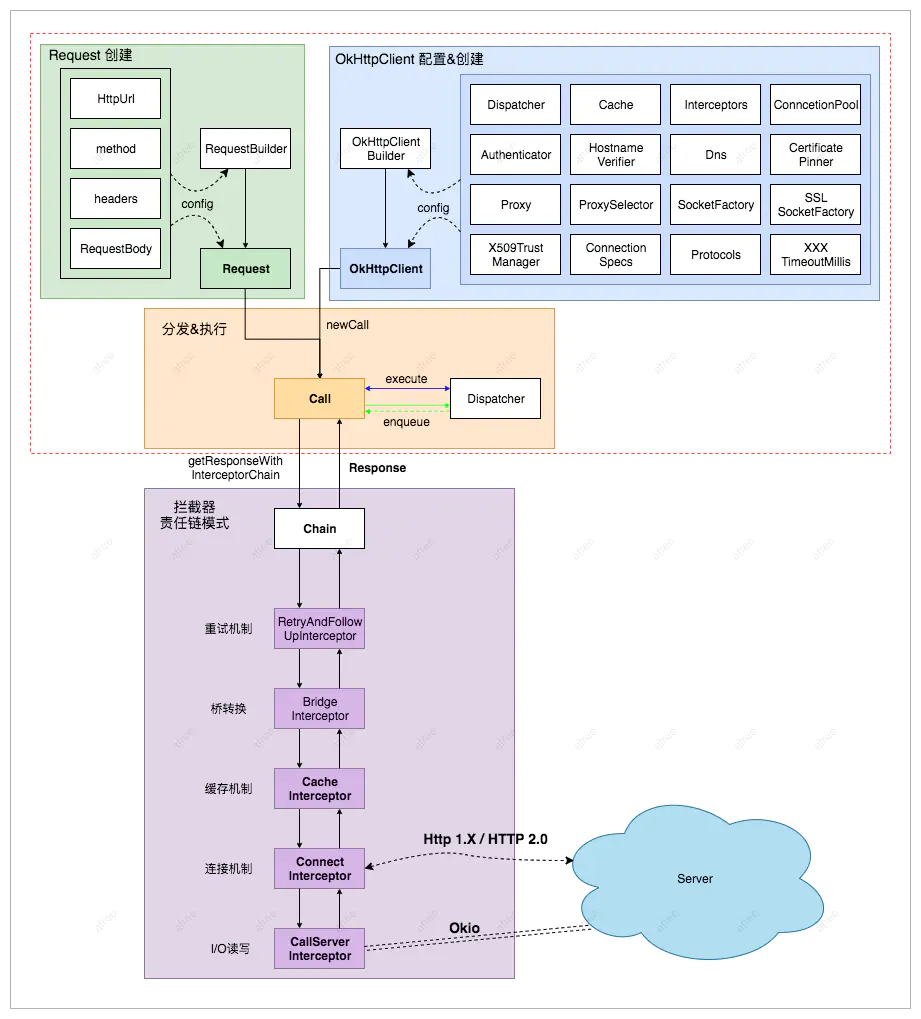 Request 创建
HttpUrl
method
headers
RequestBody
RequestBuilder
config
Request
OkHttpClient 配置&创建
OkHttpClient
Builder
config
OkHttpClient
Dispatcher
Cache
Interceptors
ConncetionPool
Authenticator
Hostname
Verifier
Dns
Certificate
Pinner
Proxy
ProxySelector
SocketFactory
SSL
SocketFactory
X509Trust
Manager
Connection
Specs
Protocols
XXX
TimeoutMillis
分发&执行
newCall
Call
execute
enqueue
Dispatcher
getResponseWith
InterceptorChain
Response
拦截器
责任链模式
Chain
重试机制
RetryAndFollow
UpInterceptor
桥转换
Bridge
Interceptor
缓存机制
Cache
Interceptor
连接机制
Connect
Interceptor
Http 1.X / HTTP 2.0
Server
I/O读写
CallServer
Interceptor
Okio